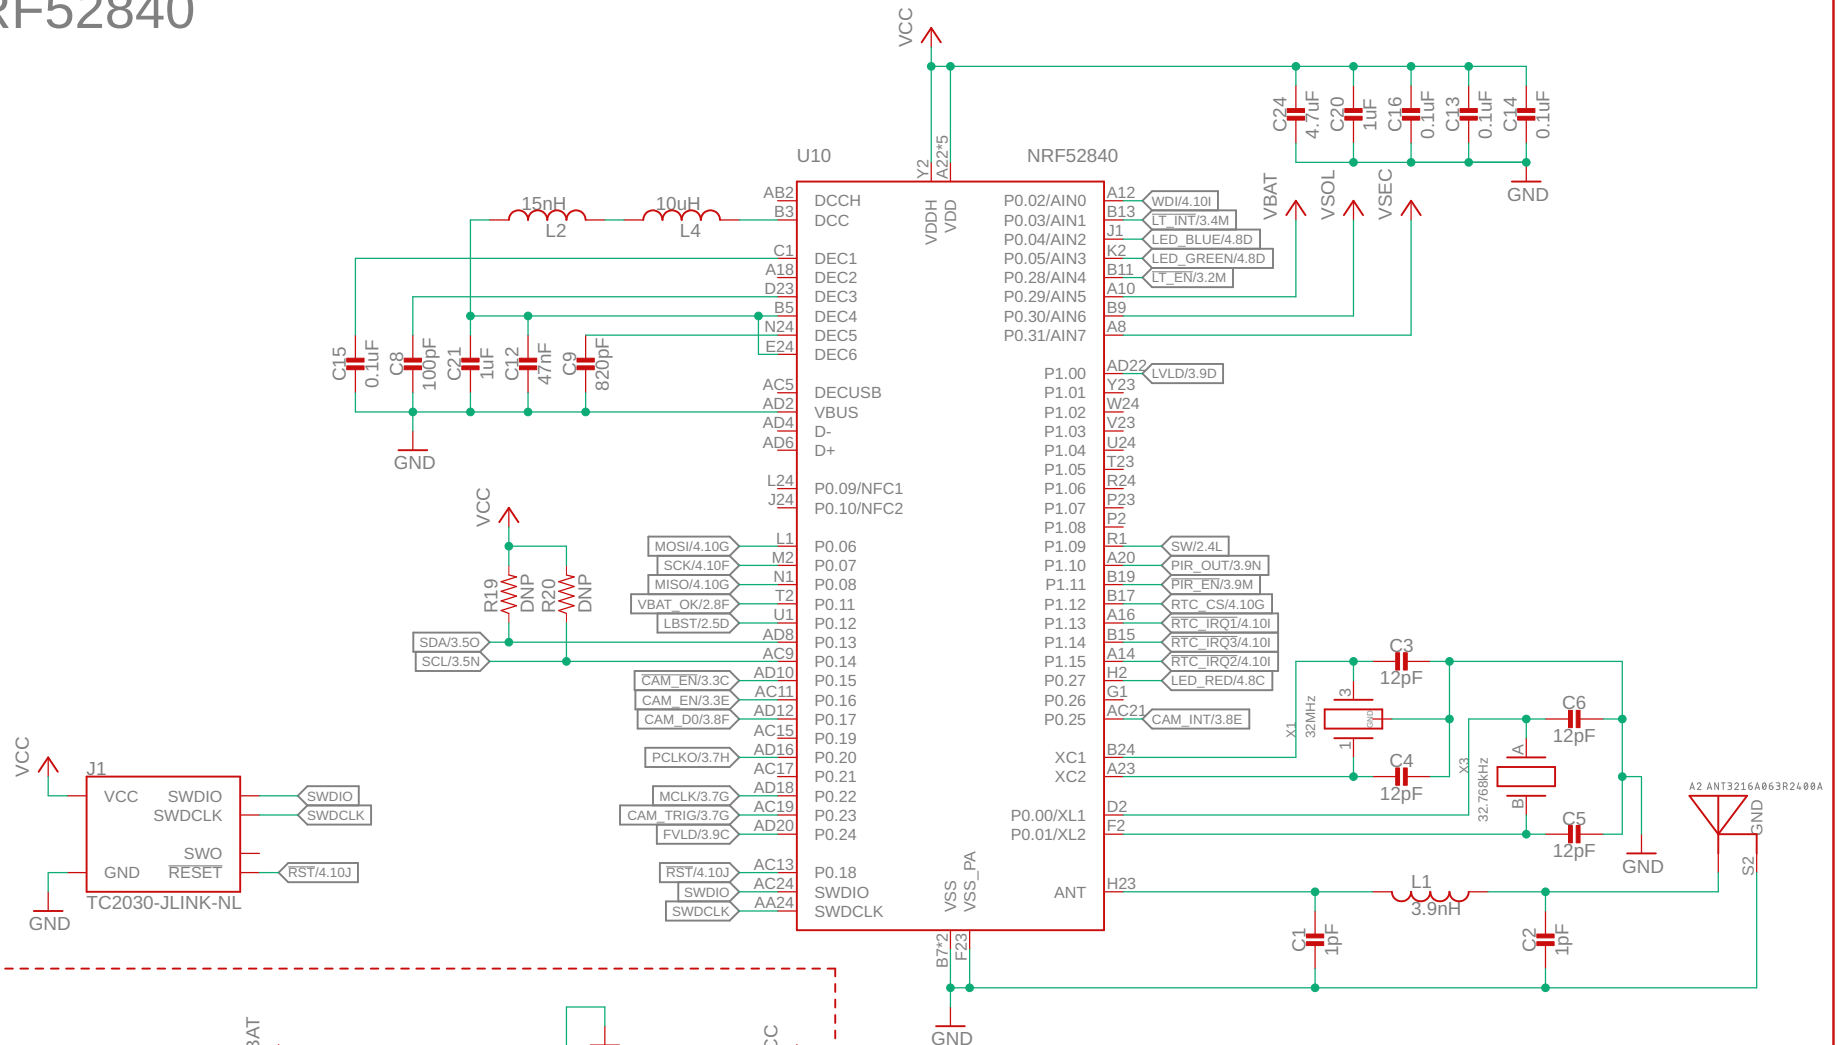 RF52840
VCC
C24
4.7uF
C20
1uF
C16
0.1uF
C13
0.1uF
C14
0.1uF
GND
VBAT
VSOL
VSEC
U10
NRF52840
Y2
A22*5
VDDH
VDD
15nH
L2
10uH
L4
AB2 DCCH
B3 DCC
C1 DEC1
A18 DEC2
D23 DEC3
B5 DEC4
N24 DEC5
E24 DEC6
AC5 DECUSB
AD2 VBUS
AD4 D-
AD6 D+
L24 P0.09/NFC1
J24 P0.10/NFC2
C15
0.1uF
C8
100pF
C21
1uF
C12
47nF
C9
820pF
GND
VCC
R19
DNP
R20
DNP
MOSI/4.10G L1 P0.06
SCK/4.10F M2 P0.07
MISO/4.10G N1 P0.08
VBAT_OK/2.8F T2 P0.11
LBST/2.5D U1 P0.12
SDA/3.5O AD8 P0.13
SCL/3.5N AC9 P0.14
CAM_EN/3.3C AD10 P0.15
CAM_EN/3.3E AC11 P0.16
CAM_D0/3.8F AD12 P0.17
AC15 P0.19
PCLKO/3.7H AD16 P0.20
AC17 P0.21
MCLK/3.7G AD18 P0.22
CAM_TRIG/3.7G AC19 P0.23
FVLD/3.9C AD20 P0.24
RST/4.10J AC13 P0.18
SWDIO AC24 SWDIO
SWDCLK AA24 SWDCLK
P0.02/AIN0 A12 WDI/4.10I
P0.03/AIN1 B13 LT_INT/3.4M
P0.04/AIN2 J1 LED_BLUE/4.8D
P0.05/AIN3 K2 LED_GREEN/4.8D
P0.28/AIN4 B11 LT_EN/3.2M
P0.29/AIN5 A10
P0.30/AIN6 B9
P0.31/AIN7 A8
P1.00 AD22 LVLD/3.9D
P1.01 Y23
P1.02 W24
P1.03 V23
P1.04 U24
P1.05 T23
P1.06 R24
P1.07 P23
P1.08 P2
P1.09 R1 SW/2.4L
P1.10 A20 PIR_OUT/3.9N
P1.11 B19 PIR_EN/3.9M
P1.12 B17 RTC_CS/4.10G
P1.13 A16 RTC_IRQ1/4.10I
P1.14 B15 RTC_IRQ3/4.10I
P1.15 A14 RTC_IRQ2/4.10I
P0.27 H2 LED_RED/4.8C
P0.26 G1
P0.25 AC21 CAM_INT/3.8E
XC1 B24
XC2 A23
P0.00/XL1 D2
P0.01/XL2 F2
ANT H23
VSS
VSS_PA
B7*2
F23
GND
X1
32MHz
3
GND
1
C3
12pF
C4
12pF
X3
32.768kHz
A
B
C6
12pF
C5
12pF
GND
A2 ANT3216A063R2400A
GND
S2
L1
3.9nH
C1
1pF
C2
1pF
VCC
J1
VCC
GND
SWDIO SWDIO
SWDCLK SWDCLK
SWO
RESET RST/4.10J
TC2030-JLINK-NL
GND
BAT
CC